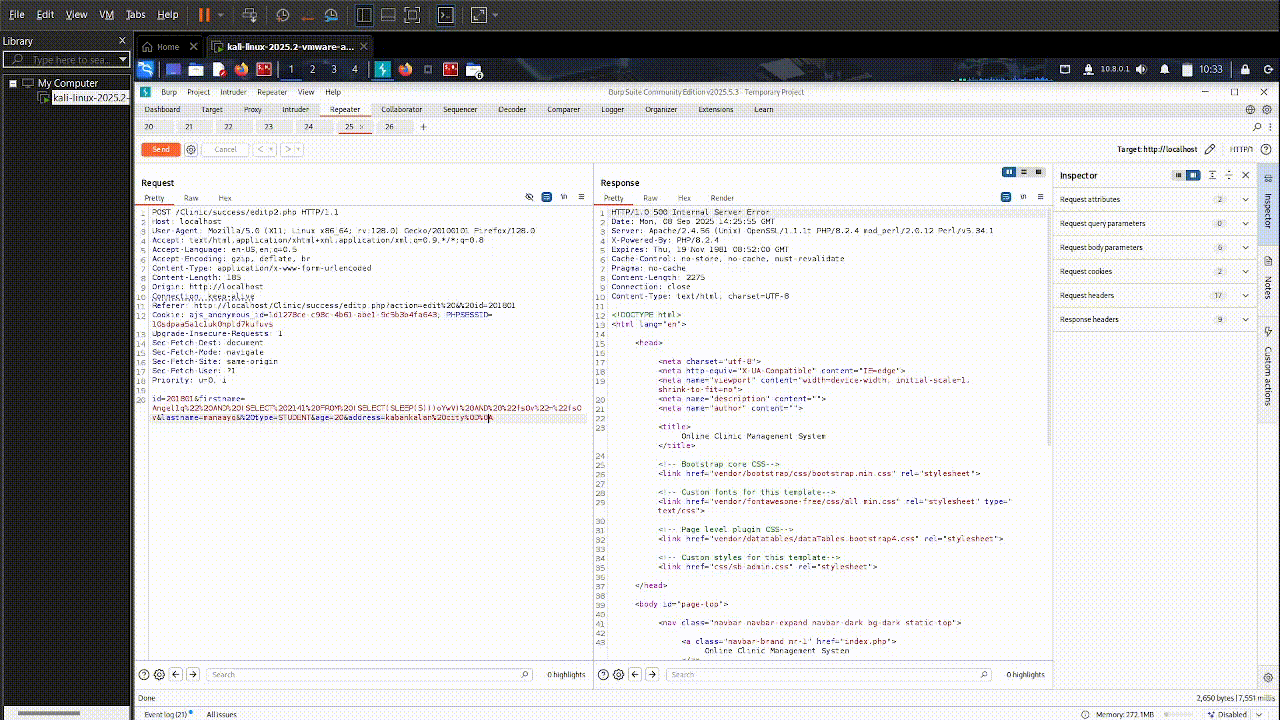 File Edit View VM Tabs Help
Library
Type here to sea...
My Computer
kali-linux-2025.2-
Home
kali-linux-2025.2-vmware-a...
1 2 3 4
10.8.0.1
10:33
Burp Project Intruder Repeater View Help
Burp Suite Community Edition v2025.5.3 - Temporary Project
Dashboard Target Proxy Intruder Repeater Collaborator Sequencer Decoder Comparer Logger Organizer Extensions Learn
20 21 22 23 24 25 × 26 +
Send Cancel < >
Target: http://localhost HTTP/1
Request
Pretty Raw Hex
1 POST /Clinic/success/editp2.php HTTP/1.1
2 Host: localhost
3 User-Agent: Mozilla/5.0 (X11; Linux x86_64; rv:128.0) Gecko/20100101 Firefox/128.0
4 Accept: text/html,application/xhtml+xml,application/xml;q=0.9,*/*;q=0.8
5 Accept-Language: en-US,en;q=0.5
6 Accept-Encoding: gzip, deflate, br
7 Content-Type: application/x-www-form-urlencoded
8 Content-Length: 185
9 Origin: http://localhost
10 Connection: keep-alive
11 Referer: http://localhost/Clinic/success/editp.php/action=edit%20&%20id=201801
12 Cookie: ajs_anonymous_id= PHPSESSID=
13 Upgrade-Insecure-Requests: 1
14 Sec-Fetch-Dest: document
15 Sec-Fetch-Mode: navigate
16 Sec-Fetch-Site: same-origin
17 Sec-Fetch-User: ?1
18 Priority: u=0, i
19
20 id=201801&firstname=
v&lastname=manaayo&%20type=STUDENT&age=20&address=kabankalan%20city%0D%0A
Search
0 highlights
Response
Pretty Raw Hex Render
1 HTTP/1.0 500 Internal Server Error
2 Date: Mon, 08 Sep 2025 14:25:55 GMT
3 Server: Apache/2.4.56 (Unix) OpenSSL/1.1.1t PHP/8.2.4 mod_perl/2.0.12 Perl/v5.34.1
4 X-Powered-By: PHP/8.2.4
5 Expires: Thu, 19 Nov 1981 08:52:00 GMT
6 Cache-Control: no-store, no-cache, must-revalidate
7 Pragma: no-cache
8 Content-Length: 2275
9 Connection: close
10 Content-Type: text/html; charset=UTF-8
11
12 <!DOCTYPE html>
13 <html lang="en">
14
15 <head>
16
17 <meta charset="utf-8">
18 <meta http-equiv="X-UA-Compatible" content="IE=edge">
19 <meta name="viewport" content="width=device-width, initial-scale=1,
shrink-to-fit=no">
20 <meta name="description" content="">
21 <meta name="author" content="">
22
23 <title>
Online Clinic Management System
</title>
24
25 <!-- Bootstrap core CSS-->
26 <link href="vendor/bootstrap/css/bootstrap.min.css" rel="stylesheet">
27
28 <!-- Custom fonts for this template-->
29 <link href="vendor/fontawesome-free/css/all.min.css" rel="stylesheet" type="
text/css">
30
31 <!-- Page level plugin CSS-->
32 <link href="vendor/datatables/dataTables.bootstrap4.css" rel="stylesheet">
33
34 <!-- Custom styles for this template-->
35 <link href="css/sb-admin.css" rel="stylesheet">
36
37 </head>
38
39 <body id="page-top">
40
41 <nav class="navbar navbar-expand navbar-dark bg-dark static-top">
42
43 <a class="navbar-brand mr-1" href="index.php">
Online Clinic Management System
Search
0 highlights
Inspector
Request attributes 2
Request query parameters 0
Request body parameters 6
Request cookies 2
Request headers 17
Response headers 9
Inspector
Notes
Custom actions
Done
2,650 bytes | 7,551 millis
Event log (21) All issues
Memory: 272.1MB
Disabled